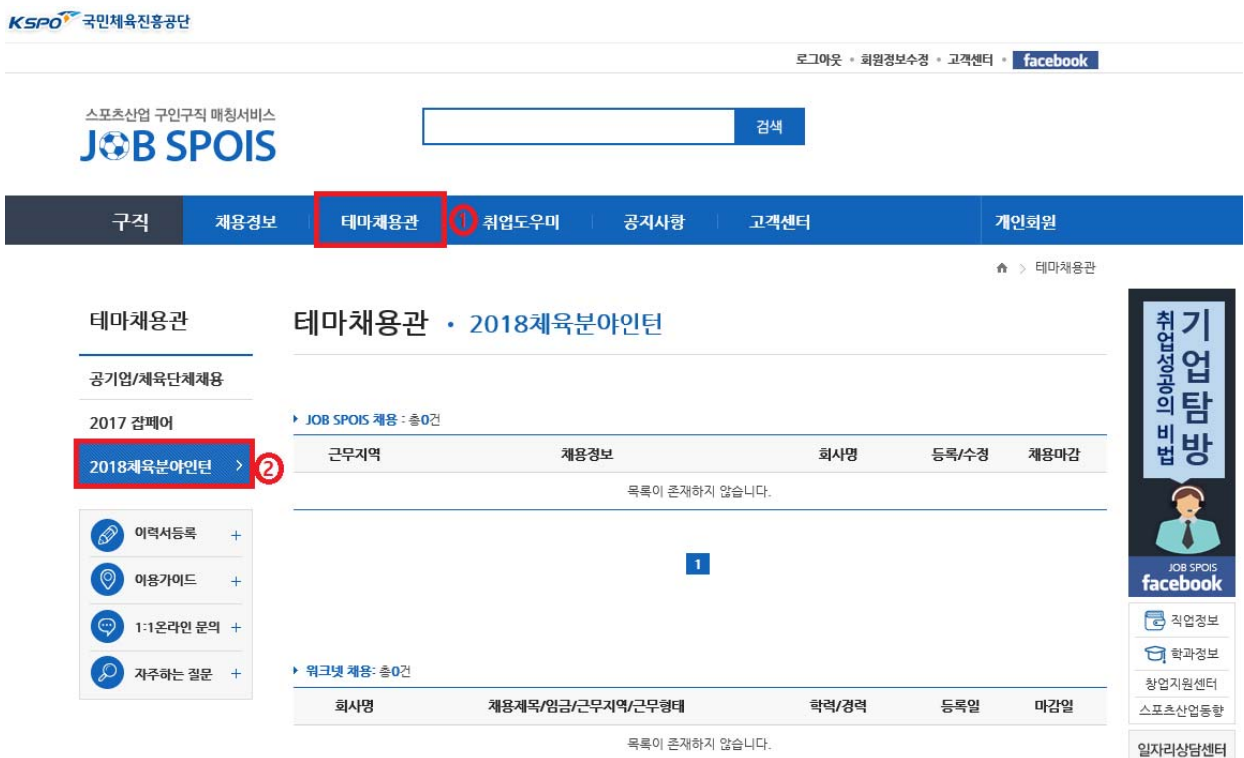 KSPO 국민체육진흥공단
로그아웃 • 회원정보수정 • 고객센터 • facebook
스포츠산업 구인구직 매칭서비스
JOB SPOIS
검색
구직 채용정보 테마채용관 ① 취업도우미 공지사항 고객센터 개인회원
> 테마채용관
테마채용관
공기업/체육단체채용
2017 잡페어
2018체육분야인턴 > ②
이력서등록 +
이용가이드 +
1:1온라인 문의 +
자주하는 질문 +
테마채용관 • 2018체육분야인턴
JOB SPOIS 채용 : 총0건
근무지역 채용정보 회사명 등록/수정 채용마감
목록이 존재하지 않습니다.
1
워크넷 채용: 총0건
회사명 채용제목/임금/근무지역/근무형태 학력/경력 등록일 마감일
목록이 존재하지 않습니다.
취업성공의 비법
기업탐방
JOB SPOIS
facebook
직업정보
학과정보
창업지원센터
스포츠산업동향
일자리상담센터